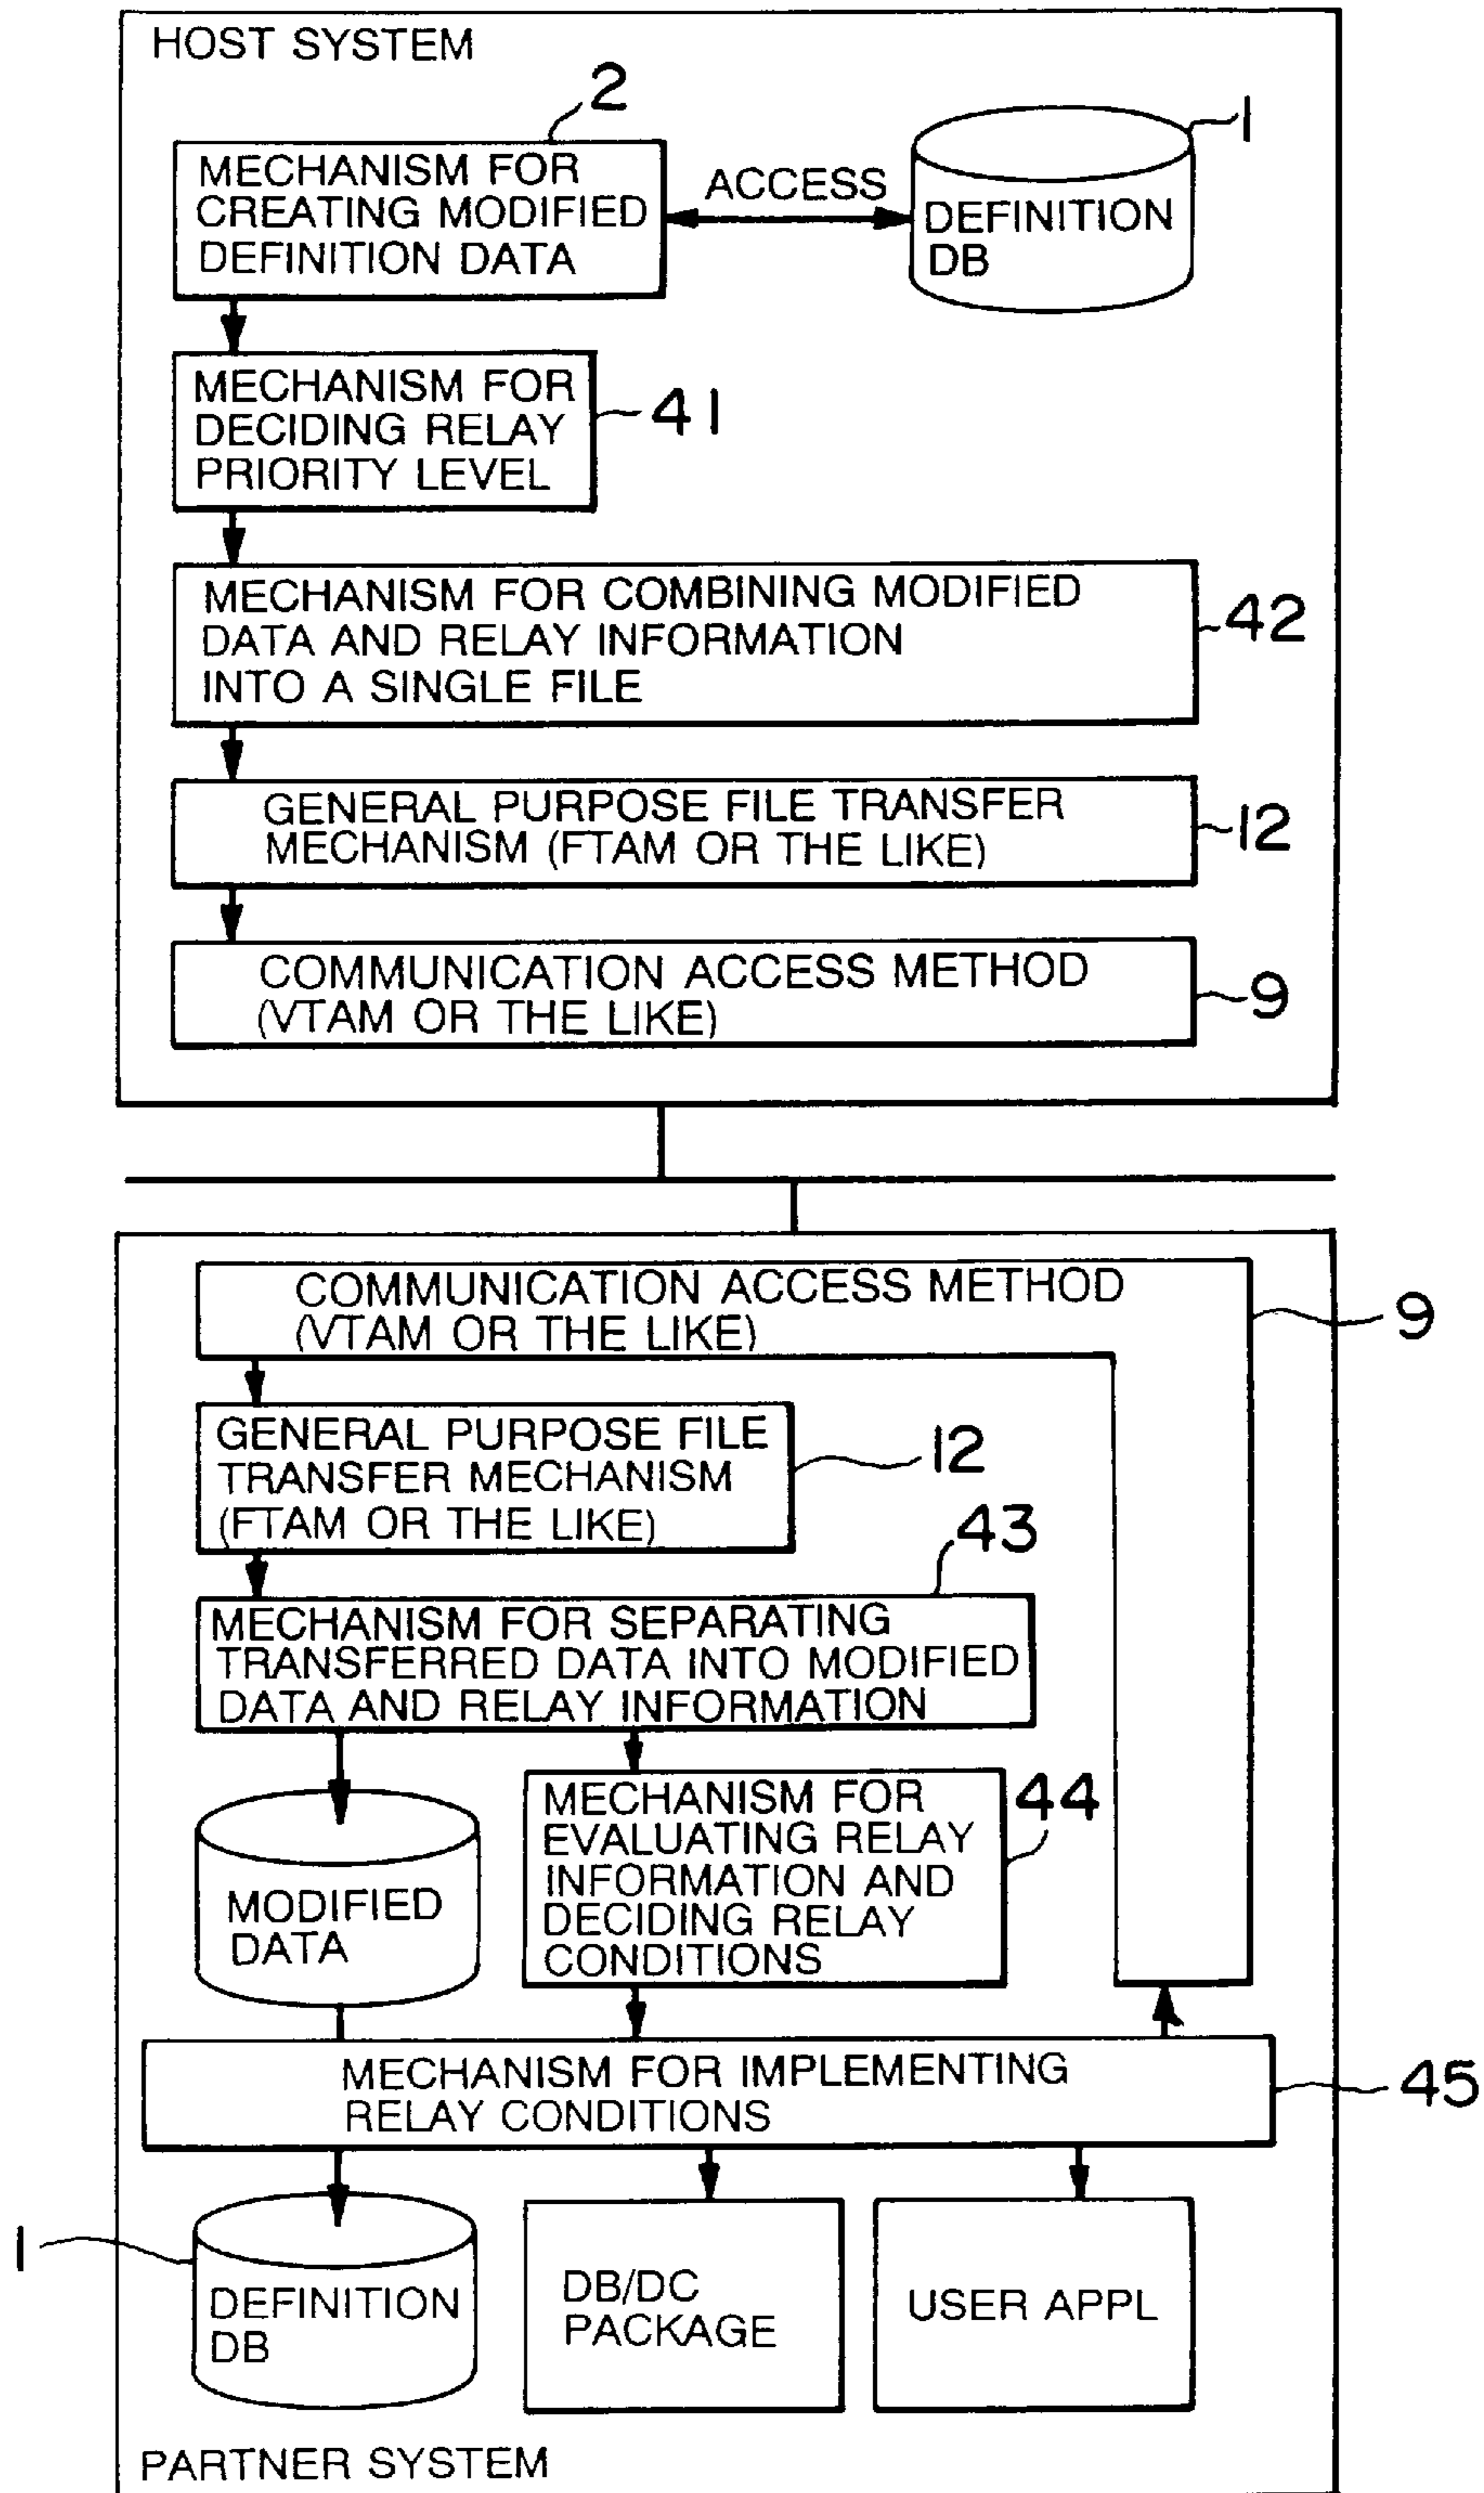 HOST SYSTEM
2
1
MECHANISM FOR
CREATING MODIFIED
DEFINITION DATA
ACCESS
DEFINITION
DB
MECHANISM FOR
DECIDING RELAY
PRIORITY LEVEL
41
MECHANISM FOR COMBINING MODIFIED
DATA AND RELAY INFORMATION
INTO A SINGLE FILE
42
GENERAL PURPOSE FILE TRANSFER
MECHANISM (FTAM OR THE LIKE)
12
COMMUNICATION ACCESS METHOD
(VTAM OR THE LIKE)
9
COMMUNICATION ACCESS METHOD
(VTAM OR THE LIKE)
9
GENERAL PURPOSE FILE
TRANSFER MECHANISM
(FTAM OR THE LIKE)
12
43
MECHANISM FOR SEPARATING
TRANSFERRED DATA INTO MODIFIED
DATA AND RELAY INFORMATION
MODIFIED
DATA
MECHANISM FOR
EVALUATING RELAY
INFORMATION AND
DECIDING RELAY
CONDITIONS
44
MECHANISM FOR IMPLEMENTING
RELAY CONDITIONS
45
1
DEFINITION
DB
DB/DC
PACKAGE
USER APPL
PARTNER SYSTEM